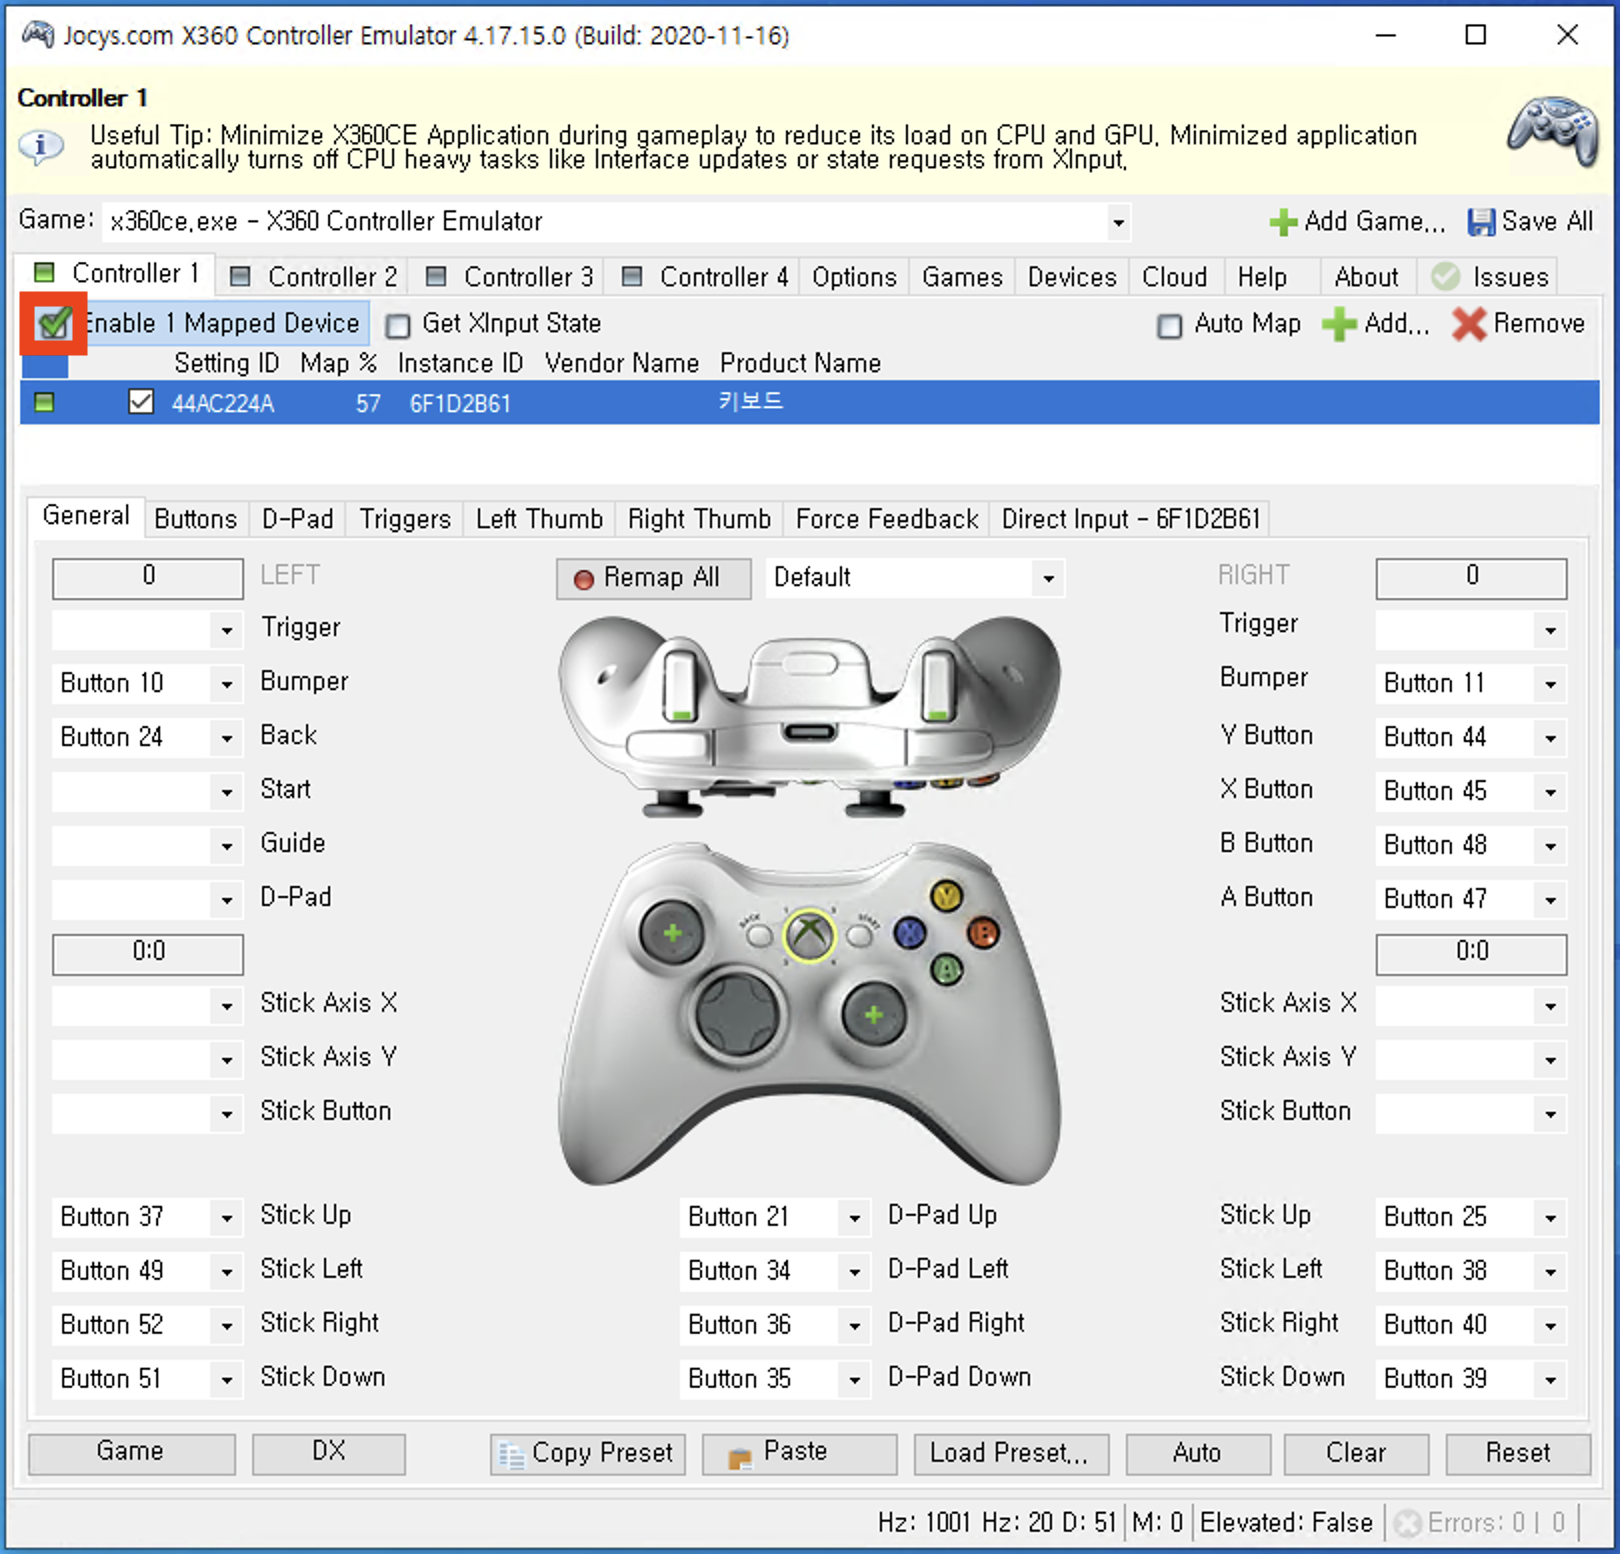 Jocys.com X360 Controller Emulator 4.17.15.0 (Build: 2020-11-16)
Controller 1
Useful Tip: Minimize X360CE Application during gameplay to reduce its load on CPU and GPU. Minimized application
automatically turns off CPU heavy tasks like Interface updates or state requests from XInput.
Game: x360ce.exe - X360 Controller Emulator Add Game... Save All
Controller 1 Controller 2 Controller 3 Controller 4 Options Games Devices Cloud Help About Issues
Enable 1 Mapped Device Get XInput State Auto Map Add... Remove
Setting ID Map % Instance ID Vendor Name Product Name
44AC224A 57 6F1D2B61 키보드
General Buttons D-Pad Triggers Left Thumb Right Thumb Force Feedback Direct Input - 6F1D2B61
0 LEFT Remap All Default RIGHT 0
Trigger Trigger
Button 10 Bumper Bumper Button 11
Button 24 Back Y Button Button 44
Start X Button Button 45
Guide B Button Button 48
D-Pad A Button Button 47
Y
BACK START X B
A
0:0 0:0
Stick Axis X Stick Axis X
Stick Axis Y Stick Axis Y
Stick Button Stick Button
Button 37 Stick Up Button 21 D-Pad Up Stick Up Button 25
Button 49 Stick Left Button 34 D-Pad Left Stick Left Button 38
Button 52 Stick Right Button 36 D-Pad Right Stick Right Button 40
Button 51 Stick Down Button 35 D-Pad Down Stick Down Button 39
Game DX Copy Preset Paste Load Preset... Auto Clear Reset
Hz: 1001 Hz: 20 D: 51 M: 0 Elevated: False Errors: 0 | 0